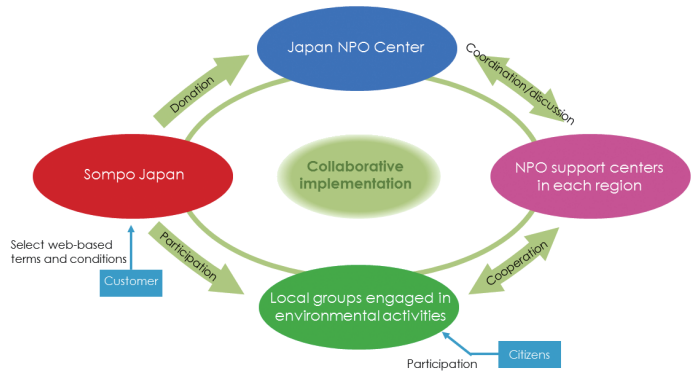 Japan NPO Center
Donation
Coordination/discussion
Sompo Japan
Collaborative
implementation
NPO support centers
in each region
Select web-based
terms and conditions
Customer
Participation
Cooperation
Local groups engaged in
environmental activities
Participation
Citizens